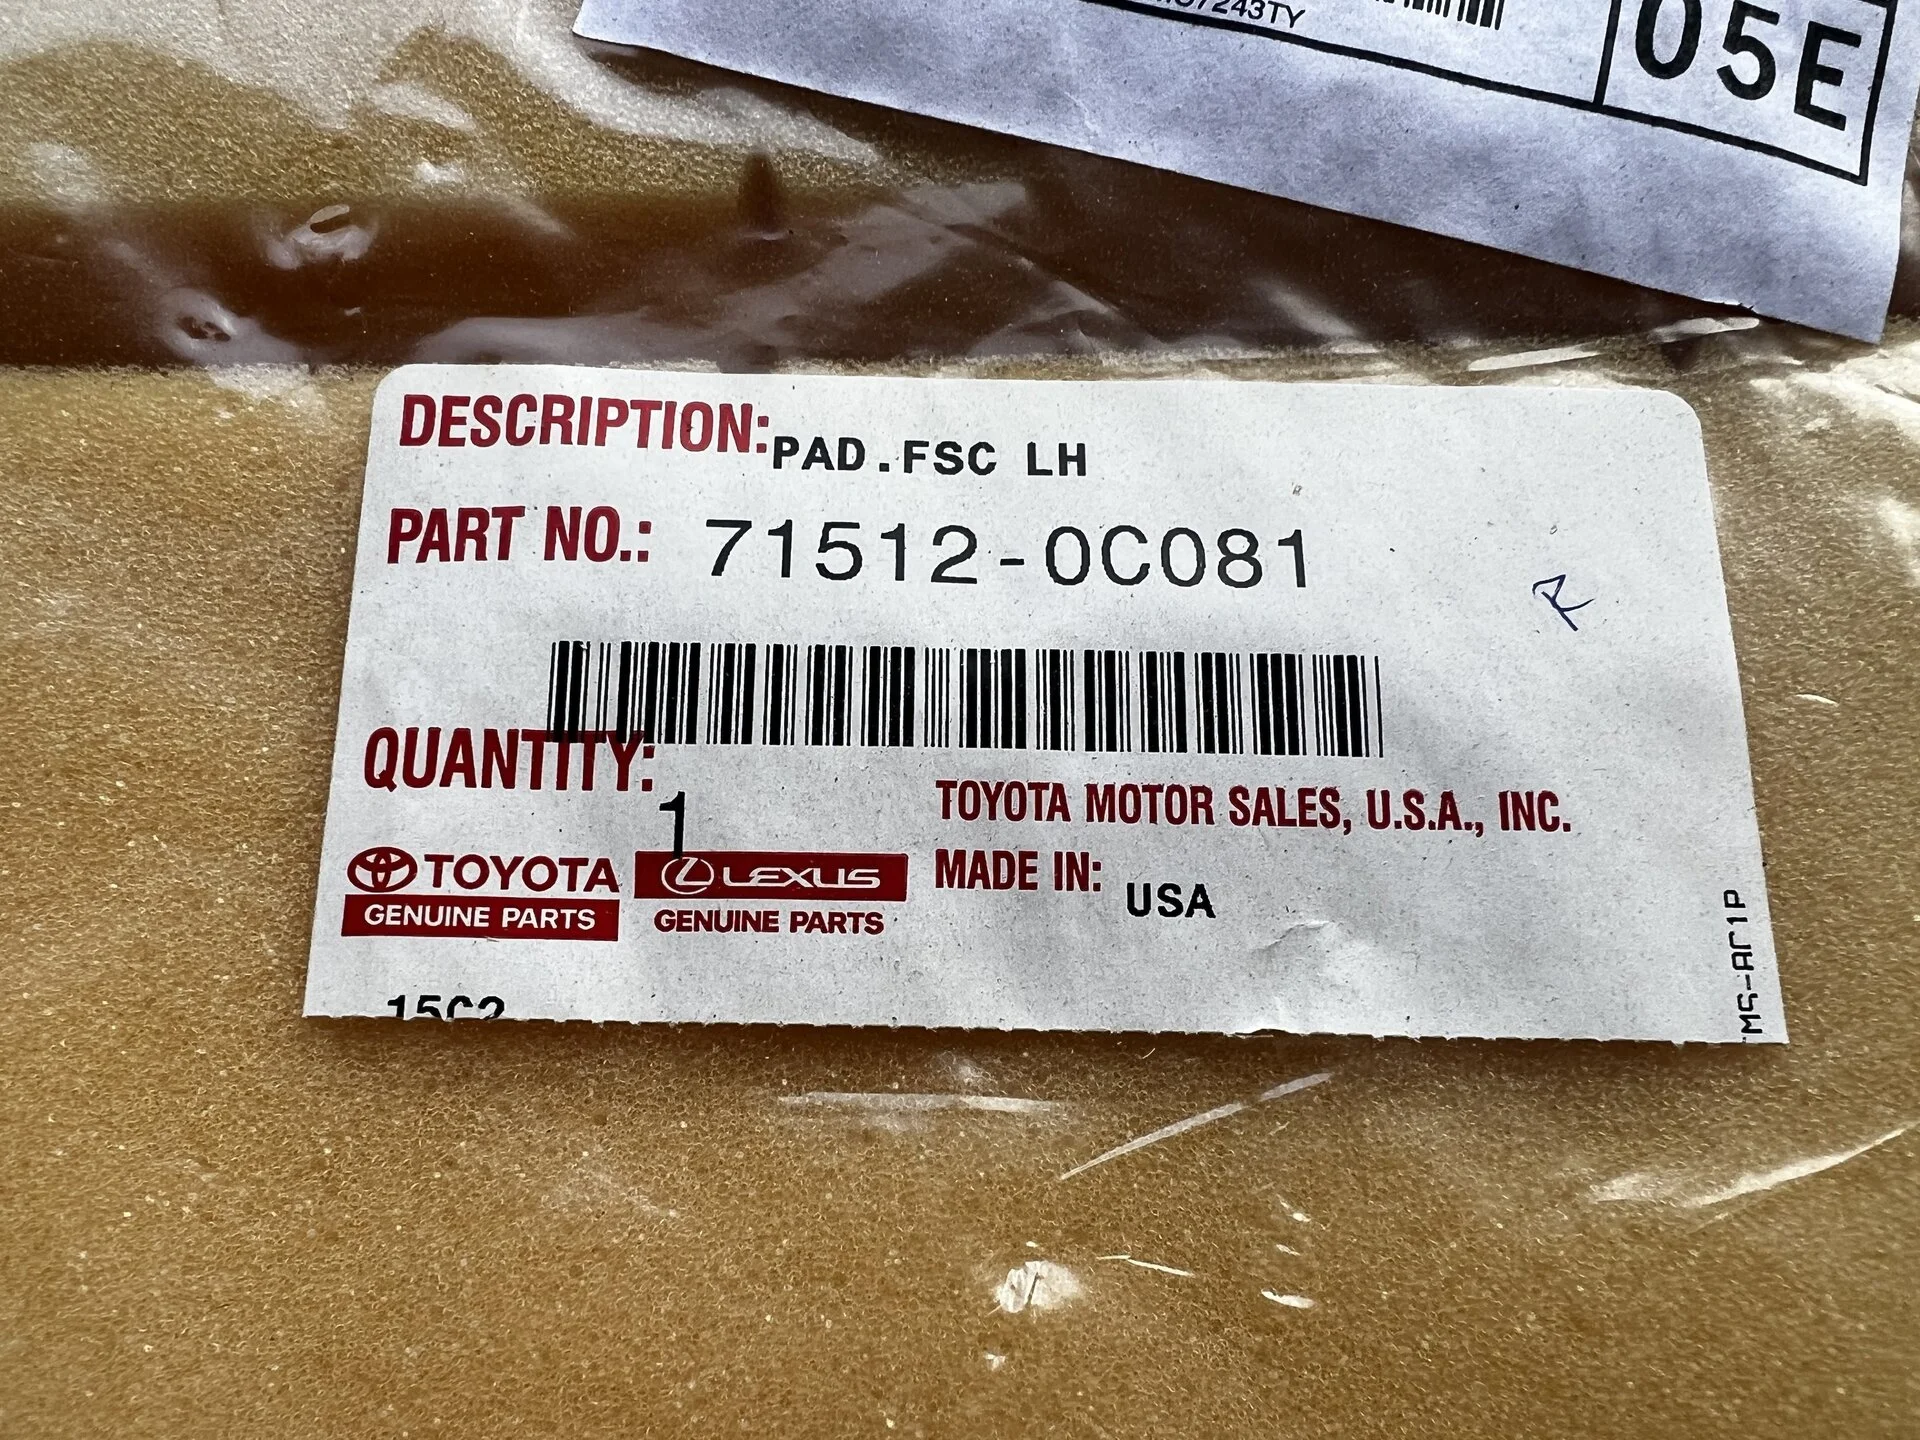 05E
DESCRIPTION: PAD.FSC LH
PART NO.: 71512-0C081
R
QUANTITY: 1
TOYOTA MOTOR SALES, U.S.A., INC.
TOYOTA
GENUINE PARTS
LEXUS
GENUINE PARTS
MADE IN: USA
15C2